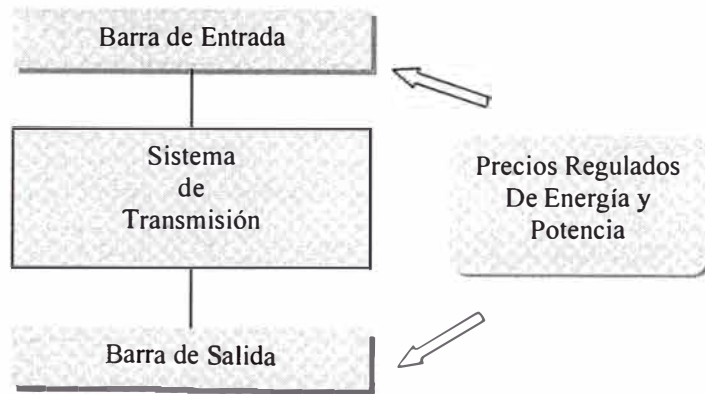 Barra de Entrada
Sistema
de
Transmisión
Precios Regulados
De Energía y
Potencia
Barra de Salida